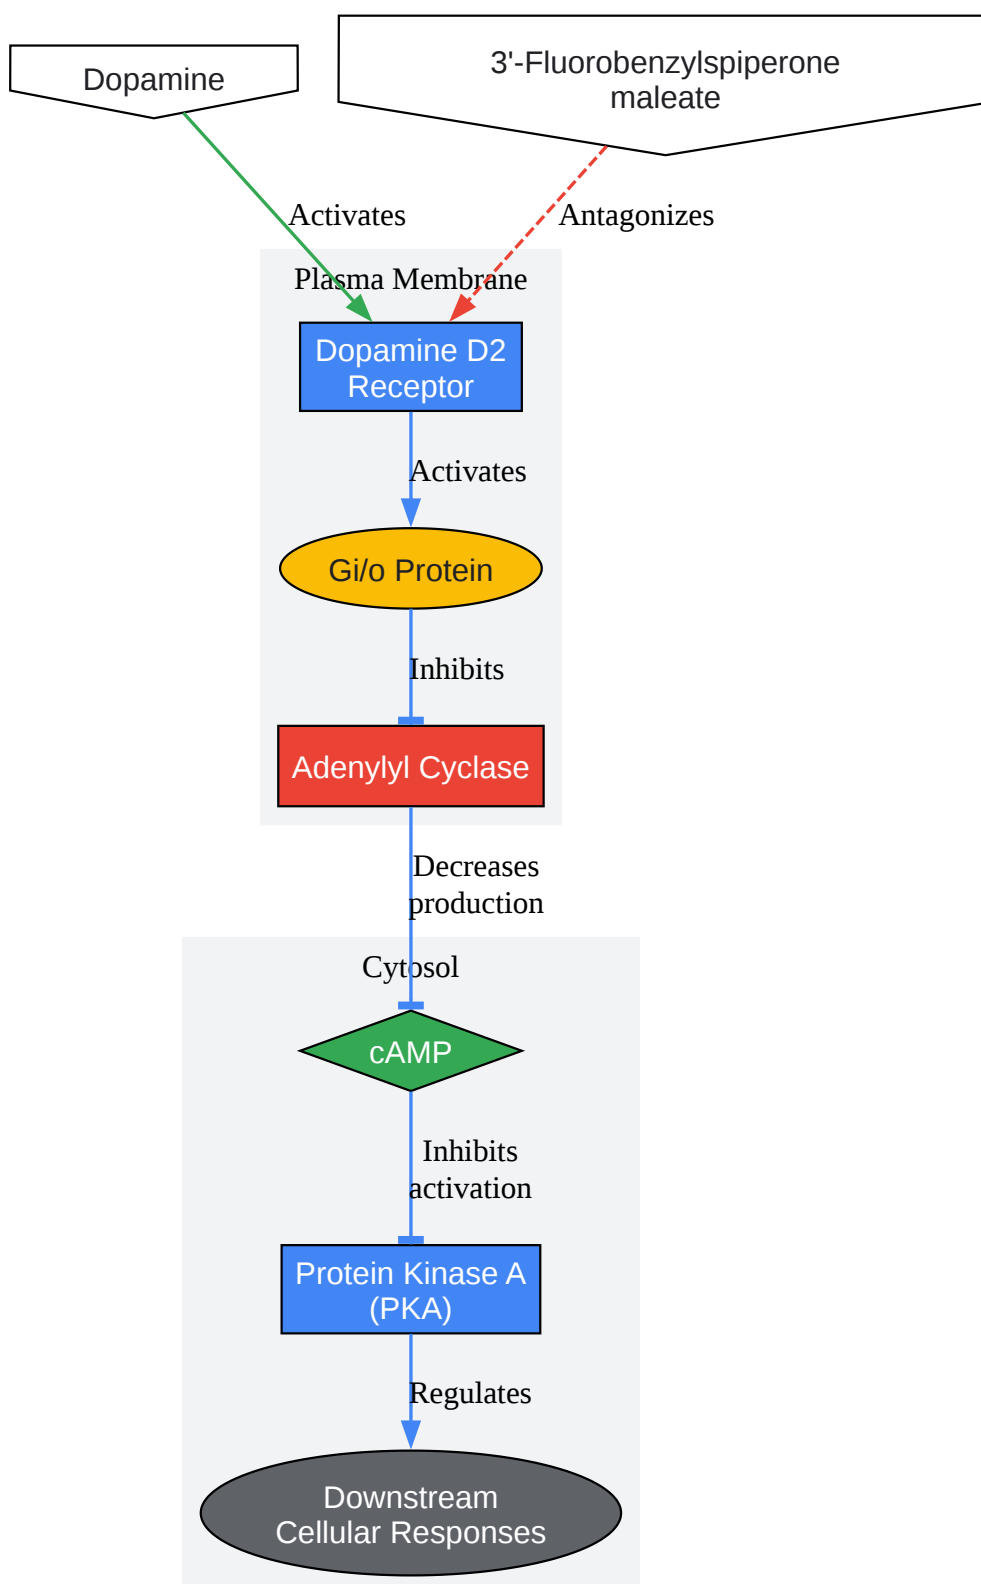 Dopamine
3'-Fluorobenzylspiperone
maleate
Activates
Antagonizes
Plasma Membrane
Dopamine D2
Receptor
Activates
Gi/o Protein
Inhibits
Adenylyl Cyclase
Decreases
production
Cytosol
cAMP
Inhibits
activation
Protein Kinase A
(PKA)
Regulates
Downstream
Cellular Responses